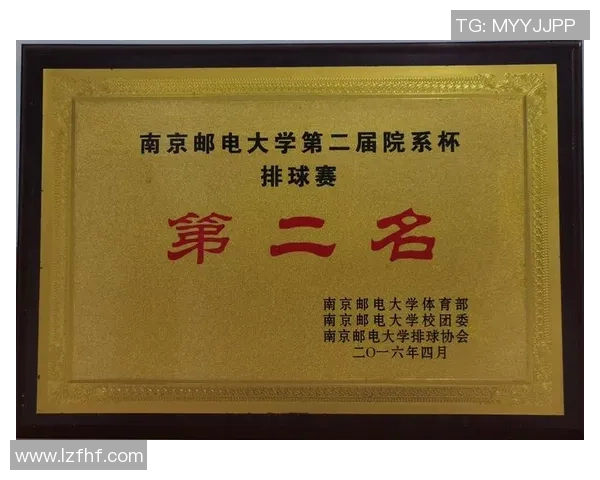 TG: MYYJJPP
南京邮电大学第二届院系杯
排球赛
第二名
南京邮电大学体育部
南京邮电大学校团委
南京邮电大学排球协会
二〇一六年四月
www.lzfhf.com